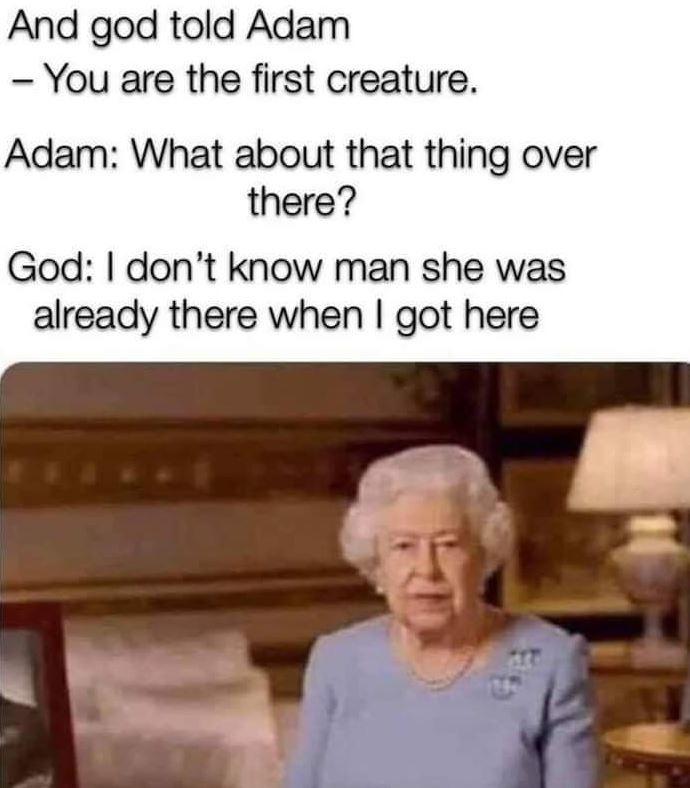 And god told Adam
– You are the first creature.
Adam: What about that thing over
there?
God: I don't know man she was
already there when I got here